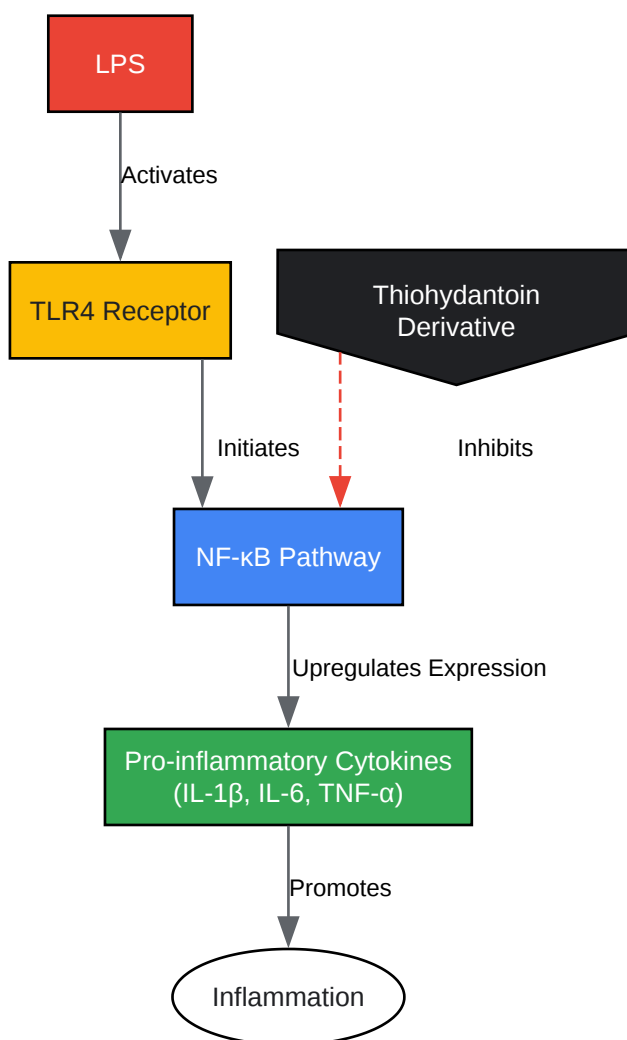 LPS
Activates
TLR4 Receptor
Thiohydantoin
Derivative
Initiates
Inhibits
NF-κB Pathway
Upregulates Expression
Pro-inflammatory Cytokines
(IL-1β, IL-6, TNF-α)
Promotes
Inflammation